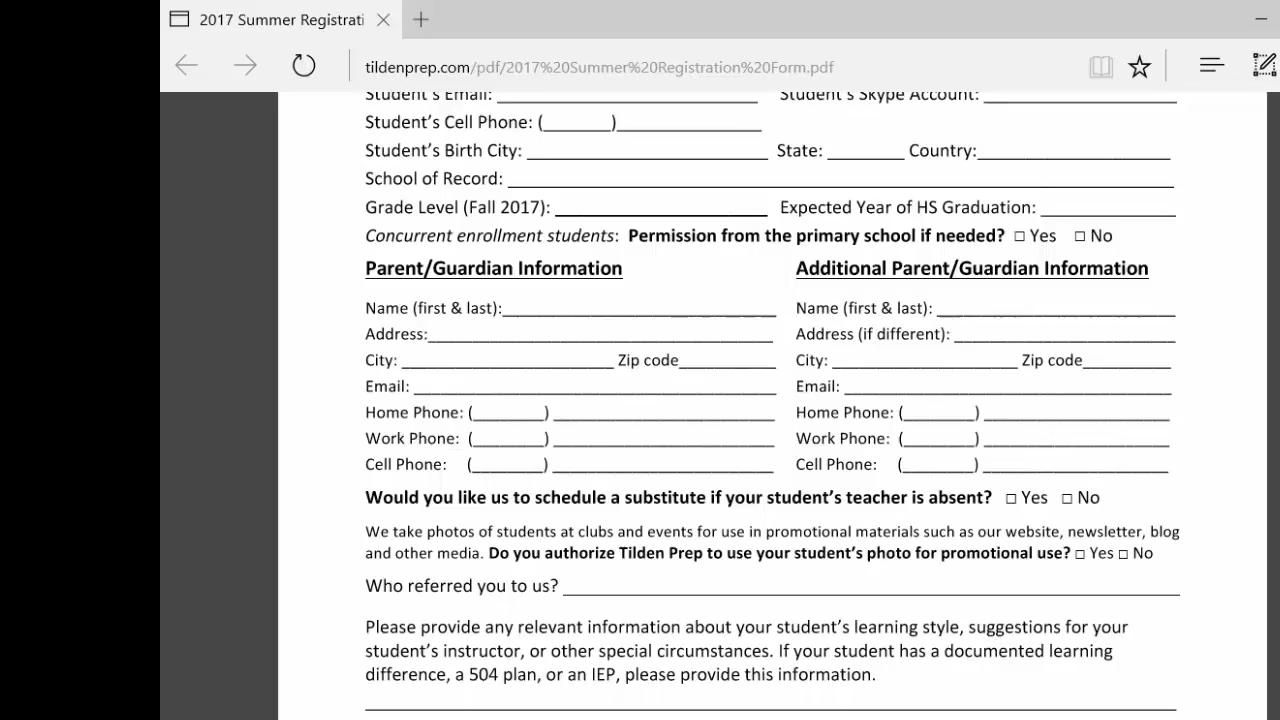 2017 Summer Registrati
tildenprep.com/pdf/2017%20Summer%20Registration%20Form.pdf
Student's Email: Student's Skype Account:
Student's Cell Phone: ( )
Student's Birth City: State: Country:
School of Record:
Grade Level (Fall 2017): Expected Year of HS Graduation:
Concurrent enrollment students: Permission from the primary school if needed? □ Yes □ No
Parent/Guardian Information
Name (first & last):
Address:
City: Zip code
Email:
Home Phone: ( )
Work Phone: ( )
Cell Phone: ( )
Additional Parent/Guardian Information
Name (first & last):
Address (if different):
City: Zip code
Email:
Home Phone: ( )
Work Phone: ( )
Cell Phone: ( )
Would you like us to schedule a substitute if your student's teacher is absent? □ Yes □ No
We take photos of students at clubs and events for use in promotional materials such as our website, newsletter, blog
and other media. Do you authorize Tilden Prep to use your student's photo for promotional use? □ Yes □ No
Who referred you to us?
Please provide any relevant information about your student's learning style, suggestions for your
student's instructor, or other special circumstances. If your student has a documented learning
difference, a 504 plan, or an IEP, please provide this information.